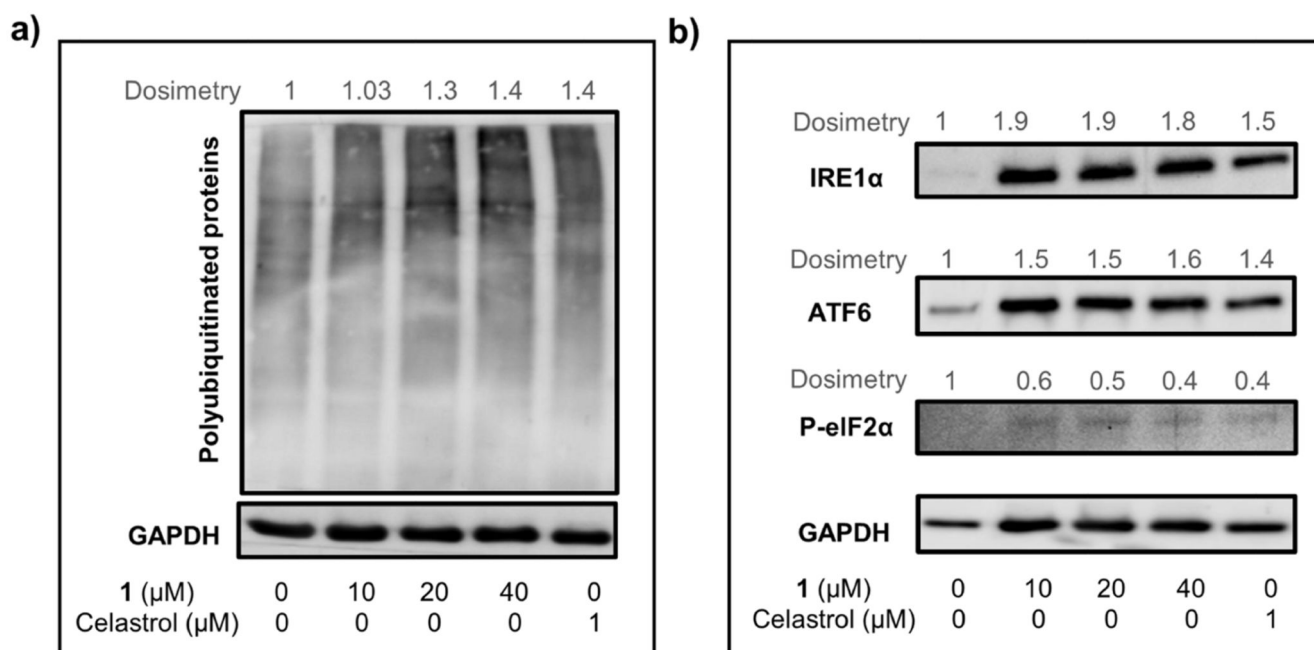 a)
Dosimetry 1 1.03 1.3 1.4 1.4
Polyubiquitinated proteins
GAPDH
1 (µM) 0 10 20 40 0
Celastrol (µM) 0 0 0 0 1
b)
Dosimetry 1 1.9 1.9 1.8 1.5
IRE1α
Dosimetry 1 1.5 1.5 1.6 1.4
ATF6
Dosimetry 1 0.6 0.5 0.4 0.4
P-eIF2α
GAPDH
1 (µM) 0 10 20 40 0
Celastrol (µM) 0 0 0 0 1